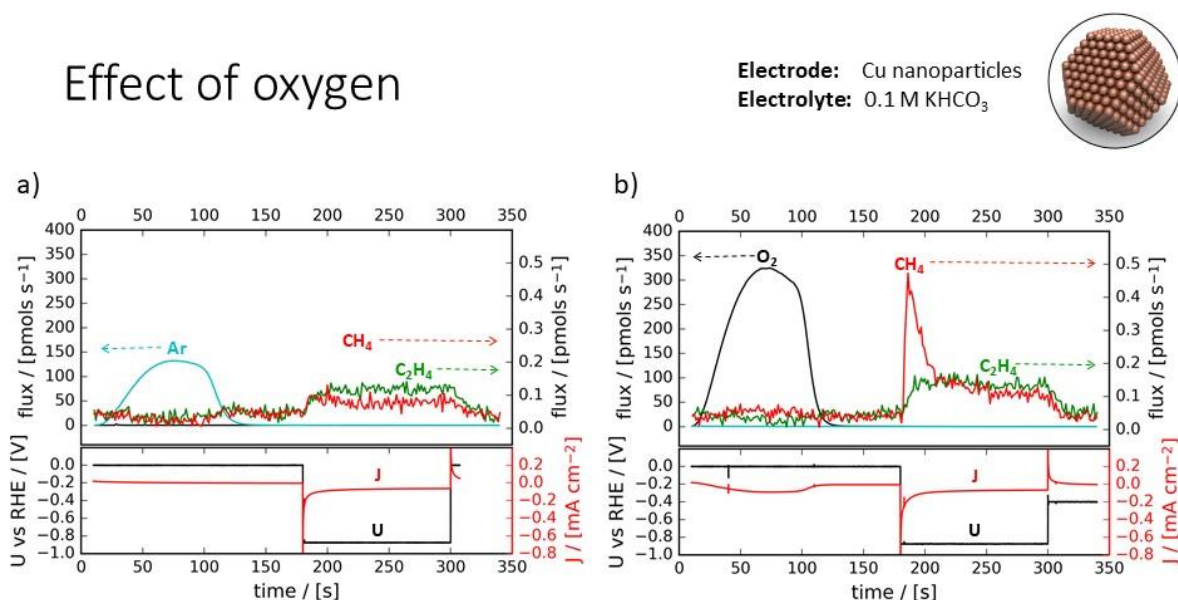 Effect of oxygen
Electrode: Cu nanoparticles
Electrolyte: 0.1 M KHCO₃
a)
0 50 100 150 200 250 300 350
400
350
300
250
200
150
100
50
0
flux / [pmols s⁻¹]
0.5
0.4
0.3
0.2
0.1
0.0
flux / [pmols s⁻¹]
Ar
CH₄
C₂H₄
0.0
−0.2
−0.4
−0.6
−0.8
−1.0
U vs RHE / [V]
0.2
0.0
−0.2
−0.4
−0.6
−0.8
J / [mA cm⁻²]
J
U
0 50 100 150 200 250 300 350
time / [s]
b)
0 50 100 150 200 250 300 350
400
350
300
250
200
150
100
50
0
flux / [pmols s⁻¹]
0.5
0.4
0.3
0.2
0.1
0.0
flux / [pmols s⁻¹]
O₂
CH₄
C₂H₄
0.0
−0.2
−0.4
−0.6
−0.8
−1.0
U vs RHE / [V]
0.2
0.0
−0.2
−0.4
−0.6
−0.8
J / [mA cm⁻²]
J
U
0 50 100 150 200 250 300 350
time / [s]